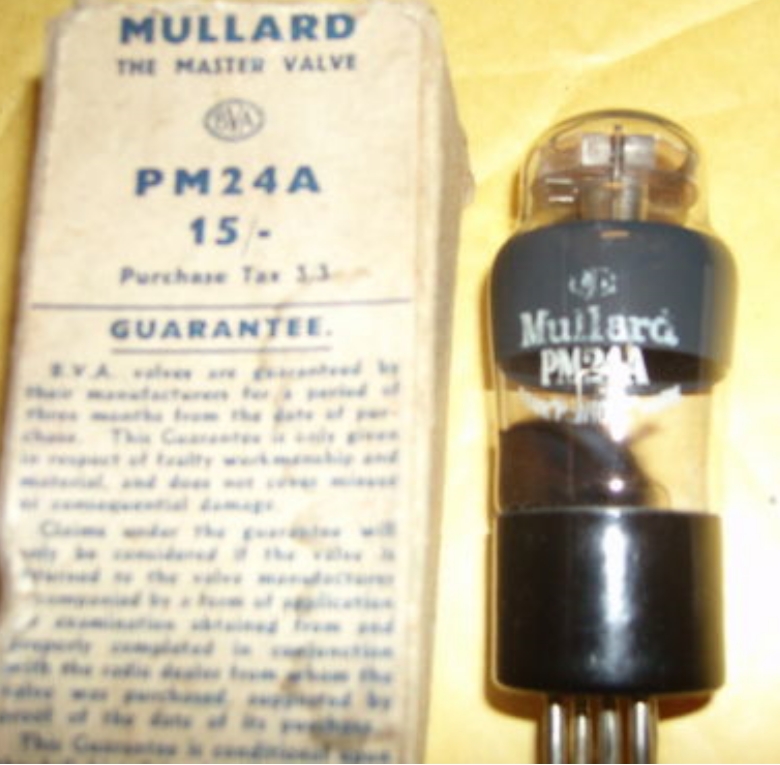 MULLARD
THE MASTER VALVE
BVA
PM24A
15/-
Purchase Tax 3.3
GUARANTEE.
B.V.A. valves are guaranteed by
their manufacturers for a period of
three months from the date of pur-
chase. This Guarantee is only given
in respect of faulty workmanship and
material, and does not cover misuse
or consequential damage.
Claims under the guarantee will
only be considered if the valve is
returned to the valve manufacturer
accompanied by a form of application
examination obtained from and
properly completed in conjunction
with the radio dealer from whom the
valve was purchased, supported by
proof of the date of its purchase.
This Guarantee is conditional upon
Mullard
PM24A